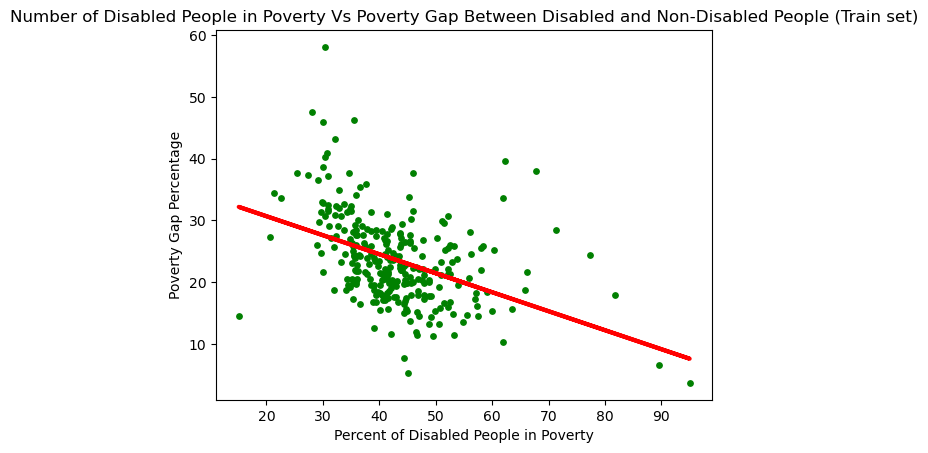 Number of Disabled People in Poverty Vs Poverty Gap Between Disabled and Non-Disabled People (Train set)
60
50
40
30
20
10
Poverty Gap Percentage
20 30 40 50 60 70 80 90
Percent of Disabled People in Poverty